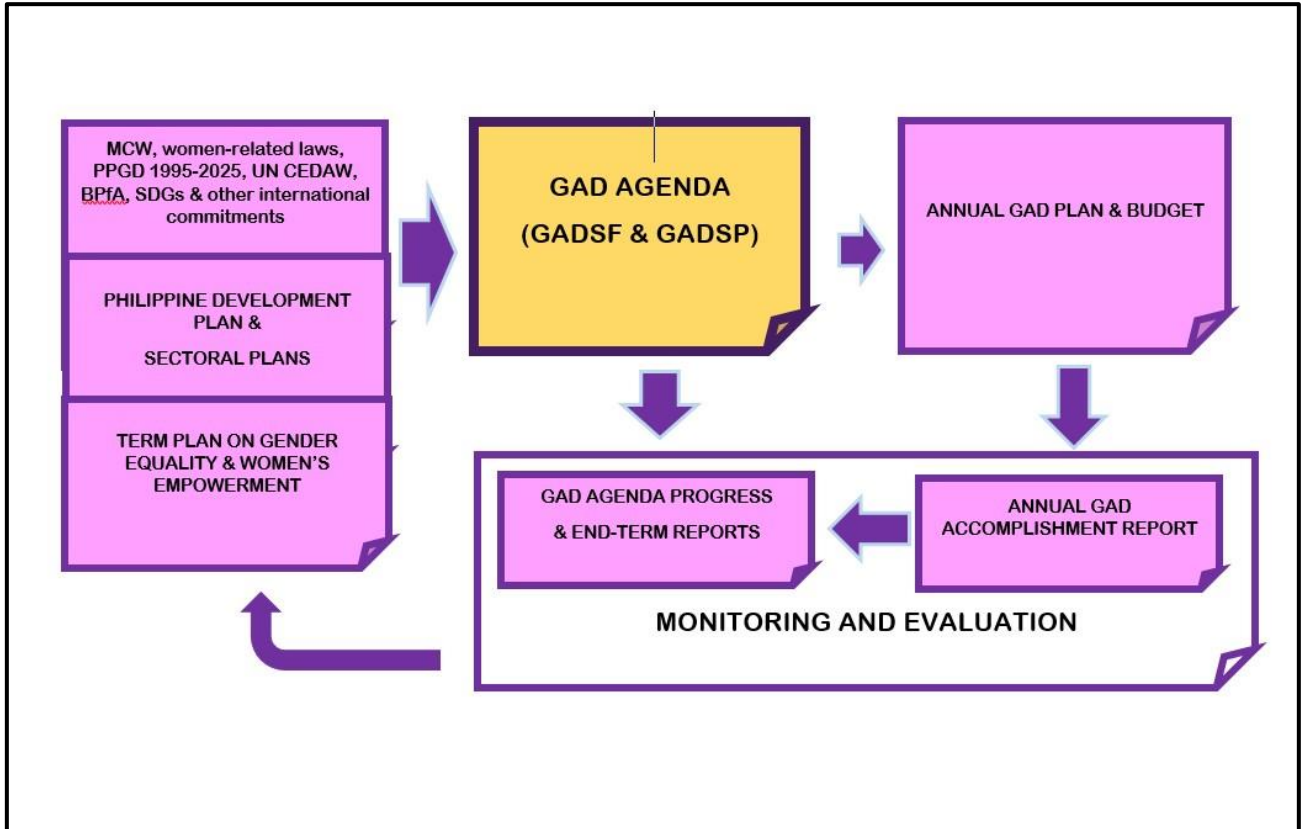 MCW, women-related laws,
PPGD 1995-2025, UN CEDAW,
BPfA, SDGs & other international
commitments
PHILIPPINE DEVELOPMENT
PLAN &
SECTORAL PLANS
TERM PLAN ON GENDER
EQUALITY & WOMEN'S
EMPOWERMENT
GAD AGENDA
(GADSF & GADSP)
ANNUAL GAD PLAN & BUDGET
GAD AGENDA PROGRESS
& END-TERM REPORTS
ANNUAL GAD
ACCOMPLISHMENT REPORT
MONITORING AND EVALUATION